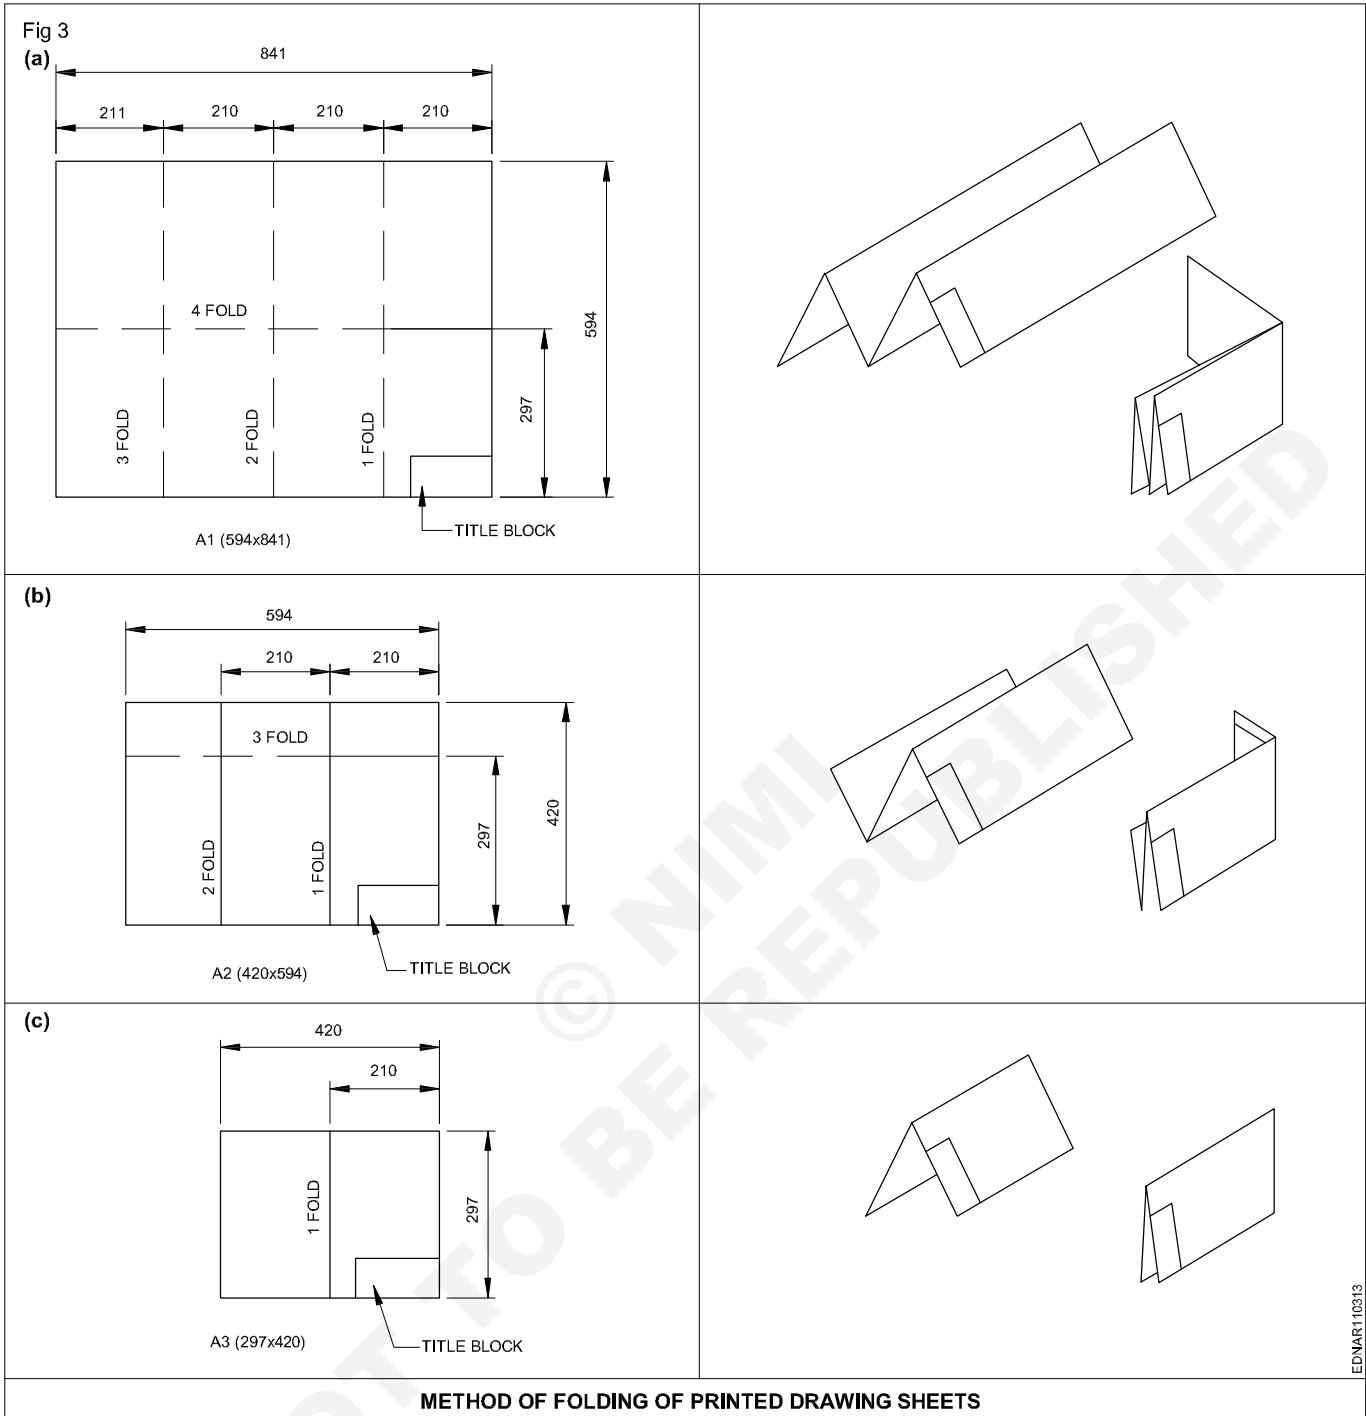 Fig 3
(a)
841
211 210 210 210
4 FOLD
594
297
3 FOLD
2 FOLD
1 FOLD
TITLE BLOCK
A1 (594x841)
(b)
594
210 210
3 FOLD
420
297
2 FOLD
1 FOLD
TITLE BLOCK
A2 (420x594)
(c)
420
210
1 FOLD
297
A3 (297x420)
TITLE BLOCK
© NIMI
NOT TO BE REPUBLISHED
EDNAR110313
METHOD OF FOLDING OF PRINTED DRAWING SHEETS